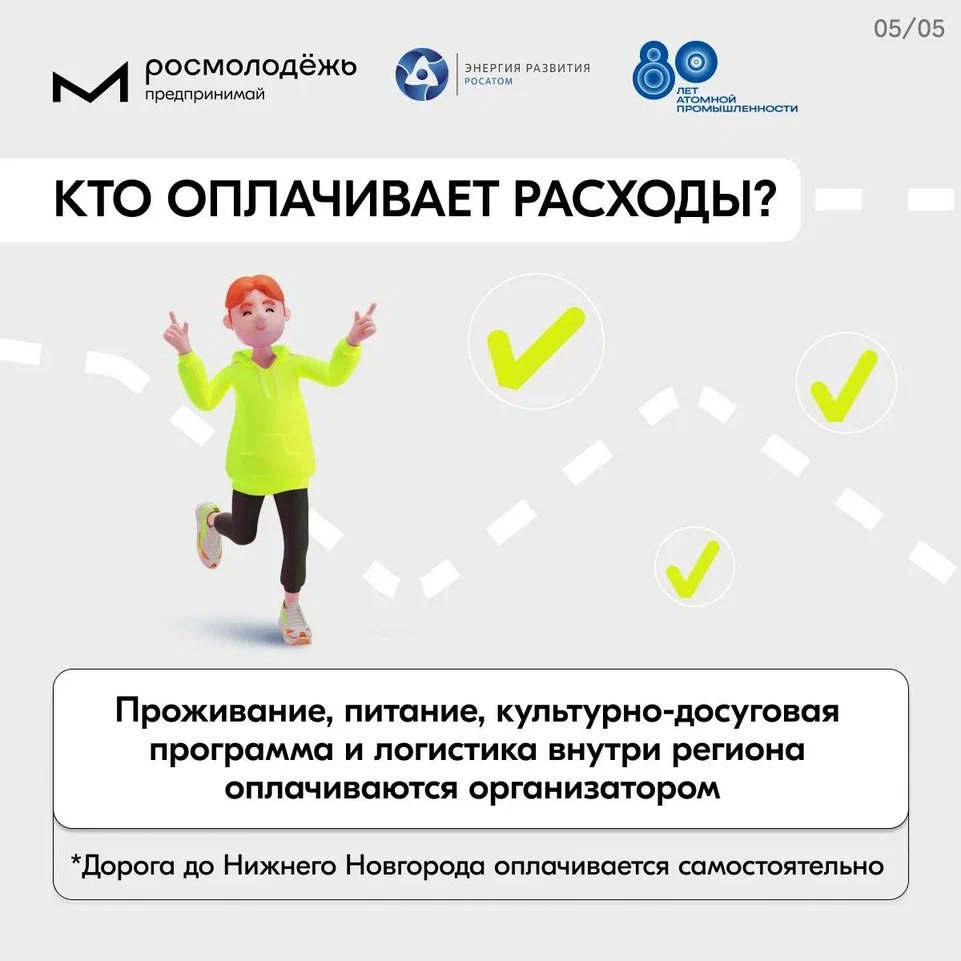 05/05
росмолодёжь
предпринимай
ЭНЕРГИЯ РАЗВИТИЯ
РОСАТОМ
80
ЛЕТ
АТОМНОЙ
ПРОМЫШЛЕННОСТИ
КТО ОПЛАЧИВАЕТ РАСХОДЫ?
Проживание, питание, культурно-досуговая
программа и логистика внутри региона
оплачиваются организатором
*Дорога до Нижнего Новгорода оплачивается самостоятельно